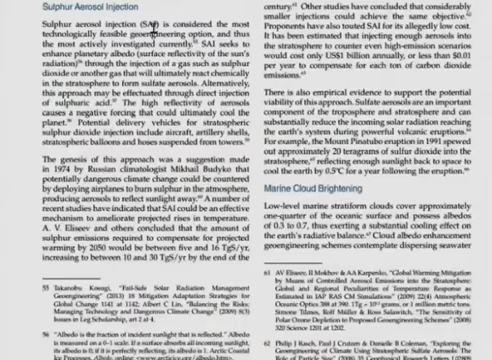 Sulphur Aerosol Injection
Sulphur aerosol injection (SAI) is considered the most
technologically feasible geoengineering option, and thus
the most actively investigated currently.⁵⁵ SAI seeks to
enhance planetary albedo (surface reflectivity of the sun's
radiation)⁵⁶ through the injection of a gas such as sulphur
dioxide or another gas that will ultimately react chemically
in the stratosphere to form sulfate aerosols. Alternatively,
this approach may be effectuated through direct injection
of sulphuric acid.⁵⁷ The high reflectivity of aerosols
causes a negative forcing that could ultimately cool the
planet.⁵⁸ Potential delivery vehicles for stratospheric
sulphur dioxide injection include aircraft, artillery shells,
stratospheric balloons and hoses suspended from towers.⁵⁹
The genesis of this approach was a suggestion made
in 1974 by Russian climatologist Mikhail Budyko that
potentially dangerous climate change could be countered
by deploying airplanes to burn sulphur in the atmosphere,
producing aerosols to reflect sunlight away.⁶⁰ A number of
recent studies have indicated that SAI could be an effective
mechanism to ameliorate projected rises in temperature.
A. V. Eliseev and others concluded that the amount of
sulphur emissions required to compensate for projected
warming by 2050 would be between five and 16 TgS/yr,
increasing to between 10 and 30 TgS/yr by the end of the
55 Takanobu Kosugi, "Fail-Safe Solar Radiation Management
Geoengineering" (2013) 18 Mitigation Adaptation Strategies for
Global Change 1141 at 1142; Albert C Lin, "Balancing the Risks:
Managing Technology and Dangerous Climate Change" (2009) 8(3)
Issues in Leg Scholarship, art 2 at 4.
56 "Albedo is the fraction of incident sunlight that is reflected." Albedo
is measured on a 0–1 scale. If a surface absorbs all incoming sunlight,
its albedo is 0; if it is perfectly reflecting, its albedo is 1. Arctic Coastal
Ice Processes, Albedo, online:
century.⁶¹ Other studies have concluded that considerably
smaller injections could achieve the same objective.⁶²
Proponents have also touted SAI for its allegedly low cost.
It has been estimated that injecting enough aerosols into
the stratosphere to counter even high-emission scenarios
would cost only US$1 billion annually, or less than $0.01
per year to compensate for each ton of carbon dioxide
emissions.⁶³
There is also empirical evidence to support the potential
viability of this approach. Sulfate aerosols are an important
component of the troposphere and stratosphere and can
substantially reduce the incoming solar radiation reaching
the earth's system during powerful volcanic eruptions.⁶⁴
For example, the Mount Pinatubo eruption in 1991 spewed
out approximately 20 teragrams of sulfur dioxide into the
stratosphere,⁶⁵ reflecting enough sunlight back to space to
cool the earth by 0.5°C for a year following the eruption.⁶⁶
Marine Cloud Brightening
Low-level marine stratiform clouds cover approximately
one-quarter of the oceanic surface and possess albedos
of 0.3 to 0.7, thus exerting a substantial cooling effect on
the earth's radiative balance.⁶⁷ Cloud albedo enhancement
geoengineering schemes contemplate dispersing seawater
61 AV Eliseev, II Mokhov & AA Karpenko, "Global Warming Mitigation
by Means of Controlled Aerosol Emissions into the Stratosphere:
Global and Regional Peculiarities of Temperature Response as
Estimated in IAP RAS CM Simulations" (2009) 22(4) Atmospheric
Oceanic Optics 388 at 390. 1Tg = 10¹² grams, or 1 million metric tons.
Simone Tilmes, Rolf Müller & Ross Salawitch, "The Sensitivity of
Polar Ozone Depletion to Proposed Geoengineering Schemes" (2008)
320 Science 1201 at 1202.
62 Philip J Rasch, Paul J Crutzen & Danielle B Coleman, "Exploring the
Geoengineering of Climate Using Stratospheric Sulfate Aerosols: The
Role of Particle Size" (2008) 35 Geophysical Research Letters